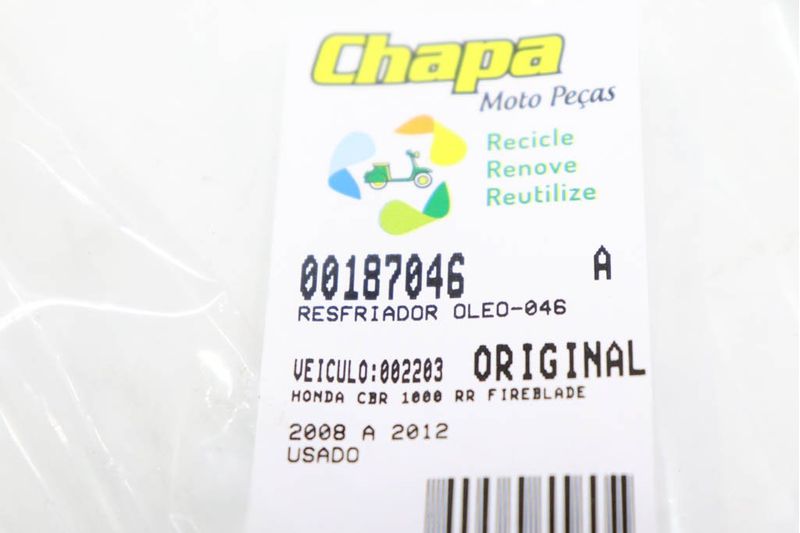 Chapa
Moto Peças
Recicle
Renove
Reutilize
00187046 A
RESFRIADOR OLEO-046
VEICULO:002203 ORIGINAL
HONDA CBR 1000 RR FIREBLADE
2008 A 2012
USADO